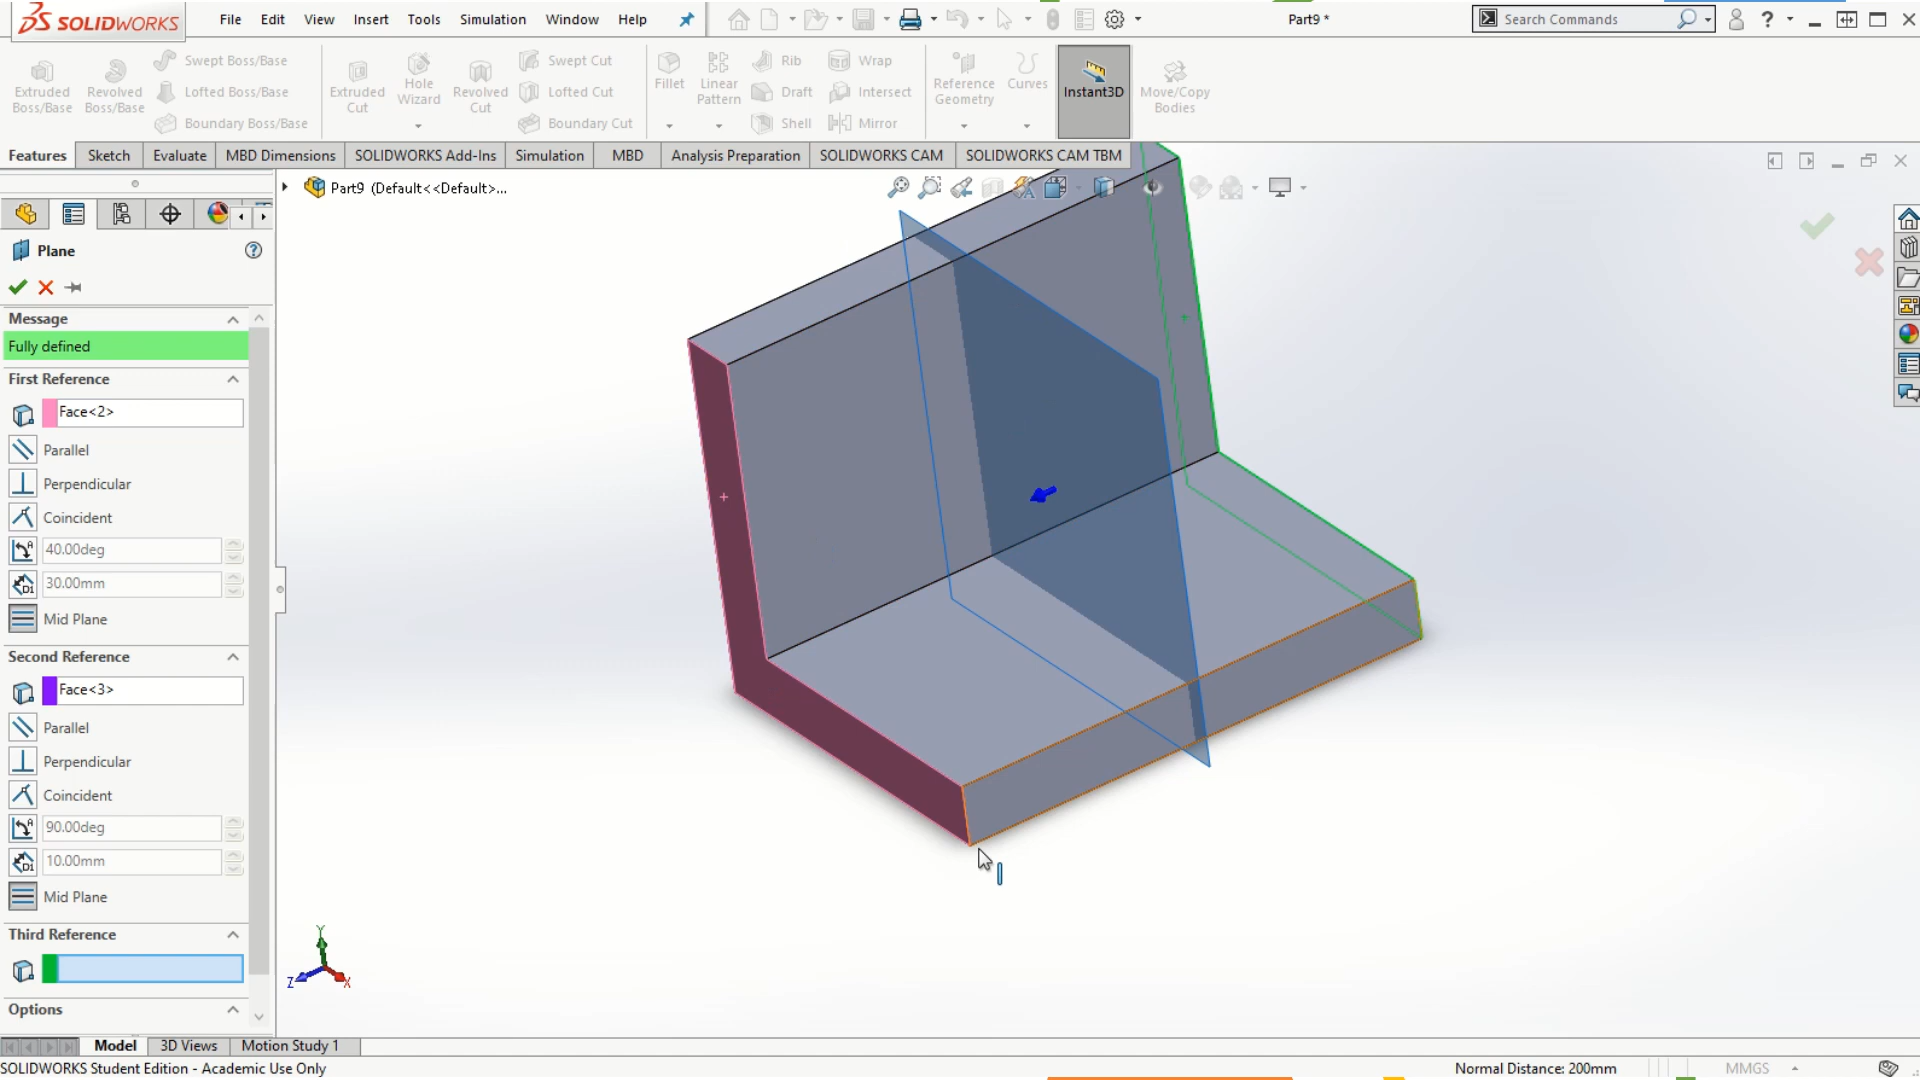 SOLIDWORKS File Edit View Insert Tools Simulation Window Help Part9 * Search Commands ?
Extruded Boss/Base
Revolved Boss/Base
Swept Boss/Base
Lofted Boss/Base
Boundary Boss/Base
Extruded Cut
Hole Wizard
Revolved Cut
Swept Cut
Lofted Cut
Boundary Cut
Fillet
Linear Pattern
Rib
Draft
Shell
Wrap
Intersect
Mirror
Reference Geometry
Curves
Instant3D
Move/Copy Bodies
Features Sketch Evaluate MBD Dimensions SOLIDWORKS Add-Ins Simulation MBD Analysis Preparation SOLIDWORKS CAM SOLIDWORKS CAM TBM
Part9 (Default<<Default>...
Plane
Message
Fully defined
First Reference
Face<2>
Parallel
Perpendicular
Coincident
40.00deg
30.00mm
Mid Plane
Second Reference
Face<3>
Parallel
Perpendicular
Coincident
90.00deg
10.00mm
Mid Plane
Third Reference
Options
Y
Z
X
Model 3D Views Motion Study 1
SOLIDWORKS Student Edition - Academic Use Only Normal Distance: 200mm MMGS